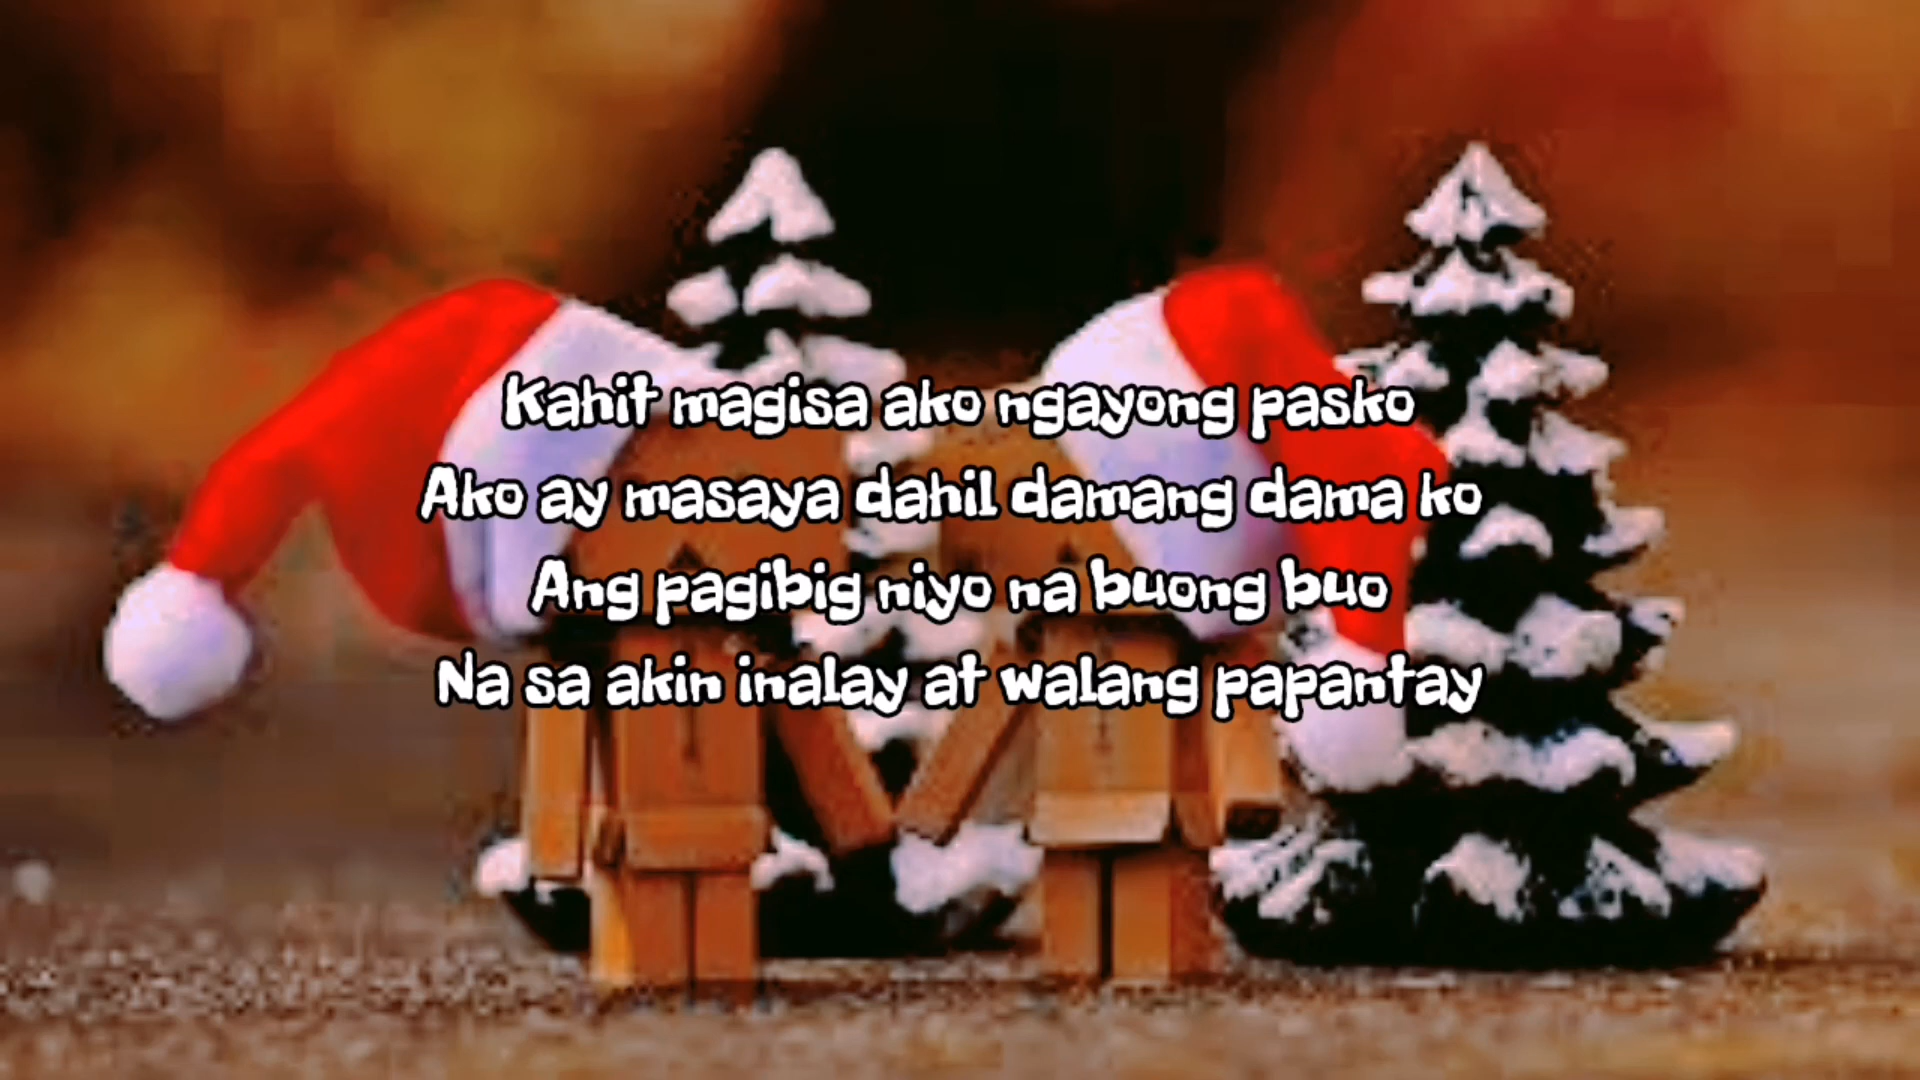 Kahit magisa ako ngayong pasko
Ako ay masaya dahil damang dama ko
Ang pagibig niyo na buong buo
Na sa akin inalay at walang papantay